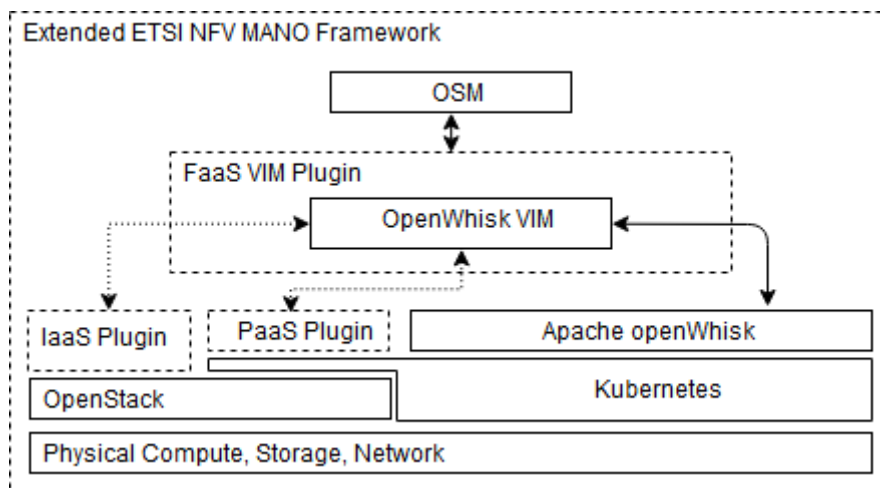 Extended ETSI NFV MANO Framework
OSM
FaaS VIM Plugin
OpenWhisk VIM
IaaS Plugin
PaaS Plugin
Apache openWhisk
Kubernetes
OpenStack
Physical Compute, Storage, Network